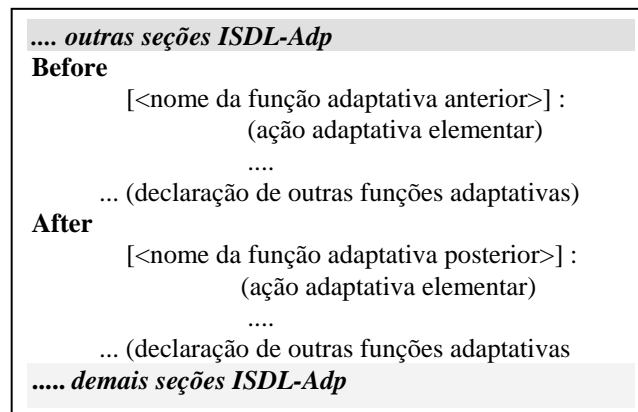 .... outras seções ISDL-Adp
Before
[<nome da função adaptativa anterior>] :
(ação adaptativa elementar)
....
... (declaração de outras funções adaptativas)
After
[<nome da função adaptativa posterior>] :
(ação adaptativa elementar)
....
... (declaração de outras funções adaptativas
..... demais seções ISDL-Adp